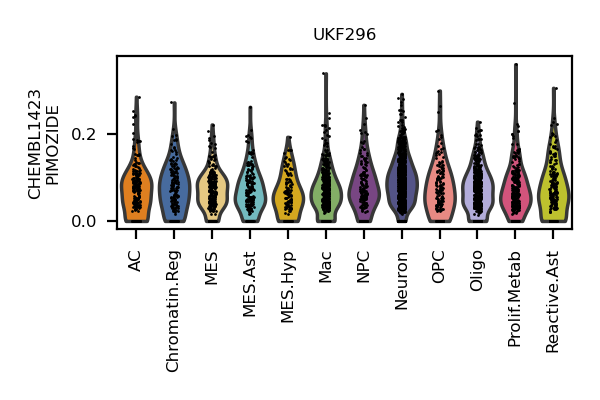 UKF296
CHEMBL1423
PIMOZIDE
0.2
0.0
AC
Chromatin.Reg
MES
MES.Ast
MES.Hyp
Mac
NPC
Neuron
OPC
Oligo
Prolif.Metab
Reactive.Ast